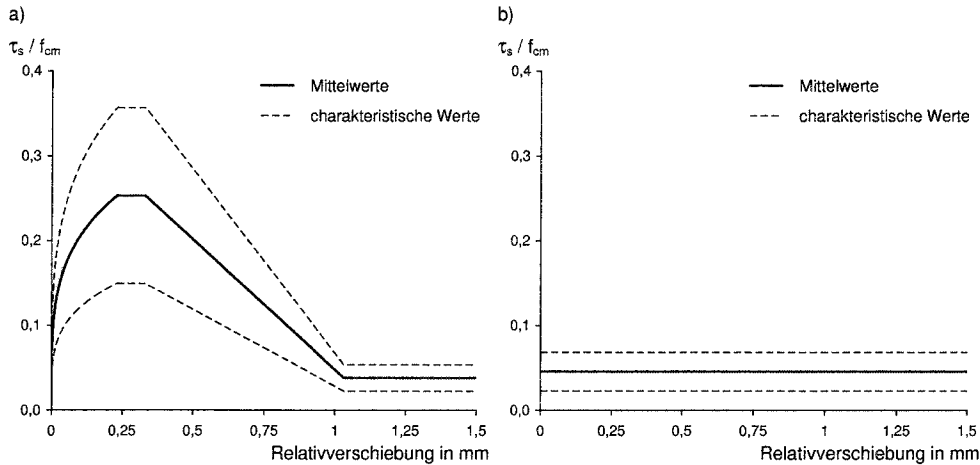 a)
τs / fcm
0,4
0,3
0,2
0,1
0,0
Mittelwerte
charakteristische Werte
0 0,25 0,5 0,75 1 1,25 1,5
Relativverschiebung in mm
b)
τs / fcm
0,4
0,3
0,2
0,1
0,0
Mittelwerte
charakteristische Werte
0 0,25 0,5 0,75 1 1,25 1,5
Relativverschiebung in mm